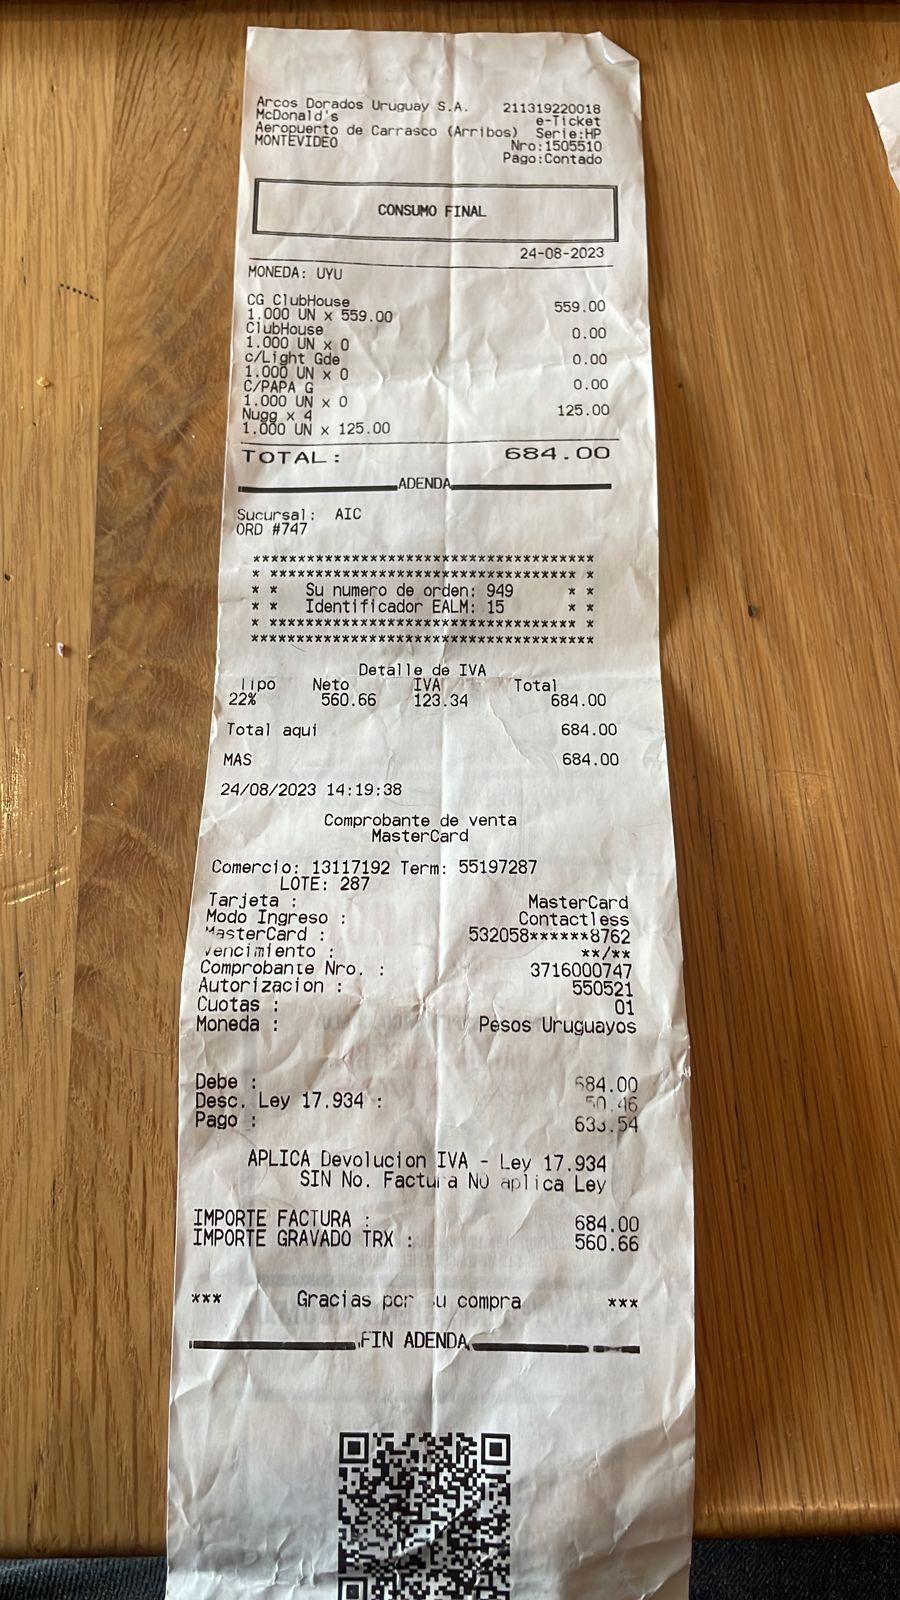 Arcos Dorados Uruguay S.A. 211319220018
McDonald's e-Ticket
Aeropuerto de Carrasco (Arribos) Serie:HP
MONTEVIDEO Nro:1505510
Pago:Contado
CONSUMO FINAL
24-08-2023
MONEDA: UYU
CG ClubHouse 559.00
1.000 UN x 559.00
ClubHouse 0.00
1.000 UN x 0
c/Light Gde 0.00
1.000 UN x 0
C/PAPA G 0.00
1.000 UN x 0
Nugg x 4 125.00
1.000 UN x 125.00
TOTAL: 684.00
ADENDA
Sucursal: AIC
ORD #747
**************************************
* ********************************** *
* * Su numero de orden: 949 * *
* * Identificador EALM: 15 * *
* ********************************** *
**************************************
Detalle de IVA
Tipo Neto IVA Total
22% 560.66 123.34 684.00
Total aqui 684.00
MAS 684.00
24/08/2023 14:19:38
Comprobante de venta
MasterCard
Comercio: 13117192 Term: 55197287
LOTE: 287
Tarjeta : MasterCard
Modo Ingreso : Contactless
MasterCard : 532058******8762
Vencimiento : **/**
Comprobante Nro. : 3716000747
Autorizacion : 550521
Cuotas : 01
Moneda : Pesos Uruguayos
Debe : 684.00
Desc. Ley 17.934 : 50.46
Pago : 633.54
APLICA Devolucion IVA - Ley 17.934
SIN No. Factura NO aplica Ley
IMPORTE FACTURA : 684.00
IMPORTE GRAVADO TRX : 560.66
*** Gracias por su compra ***
FIN ADENDA